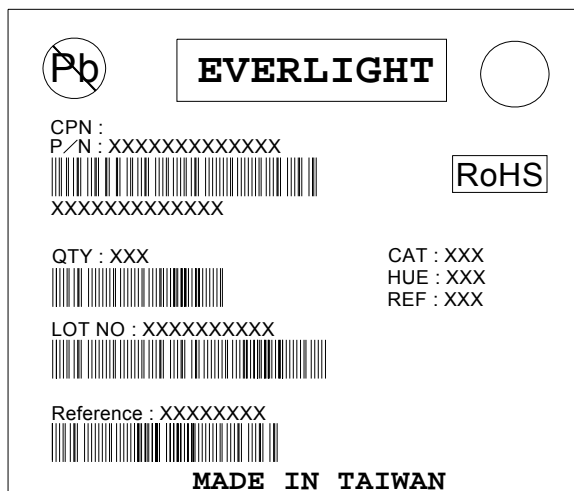 Pb
EVERLIGHT
CPN :
P/N : XXXXXXXXXXXXX
RoHS
XXXXXXXXXXXXX
QTY : XXX
CAT : XXX
HUE : XXX
REF : XXX
LOT NO : XXXXXXXXXX
Reference : XXXXXXXX
MADE IN TAIWAN